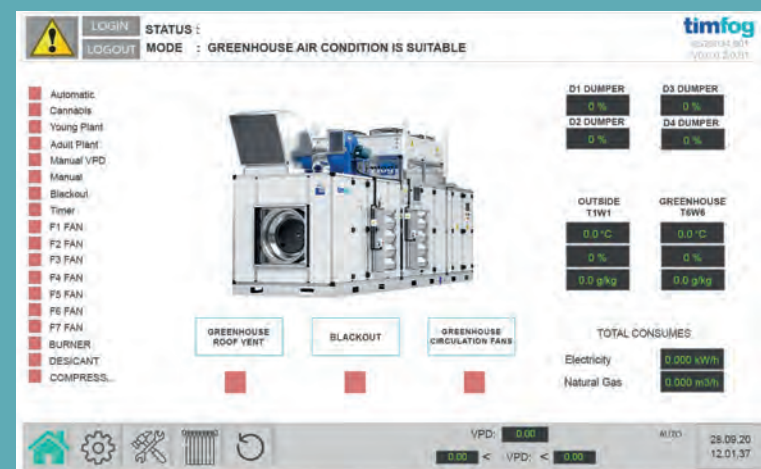 LOGIN
LOGOUT
STATUS :
MODE : GREENHOUSE AIR CONDITION IS SUITABLE
timfog
Automatic
Cannabis
Young Plant
Adult Plant
Manual VPD
Manual
Blackout
Timer
F1 FAN
F2 FAN
F3 FAN
F4 FAN
F5 FAN
F6 FAN
F7 FAN
BURNER
DESICANT
COMPRESS...
GREENHOUSE
ROOF VENT
BLACKOUT
GREENHOUSE
CIRCULATION FANS
D1 DUMPER D3 DUMPER
0 % 0 %
D2 DUMPER D4 DUMPER
0 % 0 %
OUTSIDE GREENHOUSE
T1W1 T6W6
0.0 °C 0.0 °C
0 % 0 %
0.0 g/kg 0.0 g/kg
TOTAL CONSUMES
Electricity 0.000 kW/h
Natural Gas 0.000 m3/h
VPD: 0.00
0.00 < VPD: < 0.00
AUTO
28.09.20
12.01.37